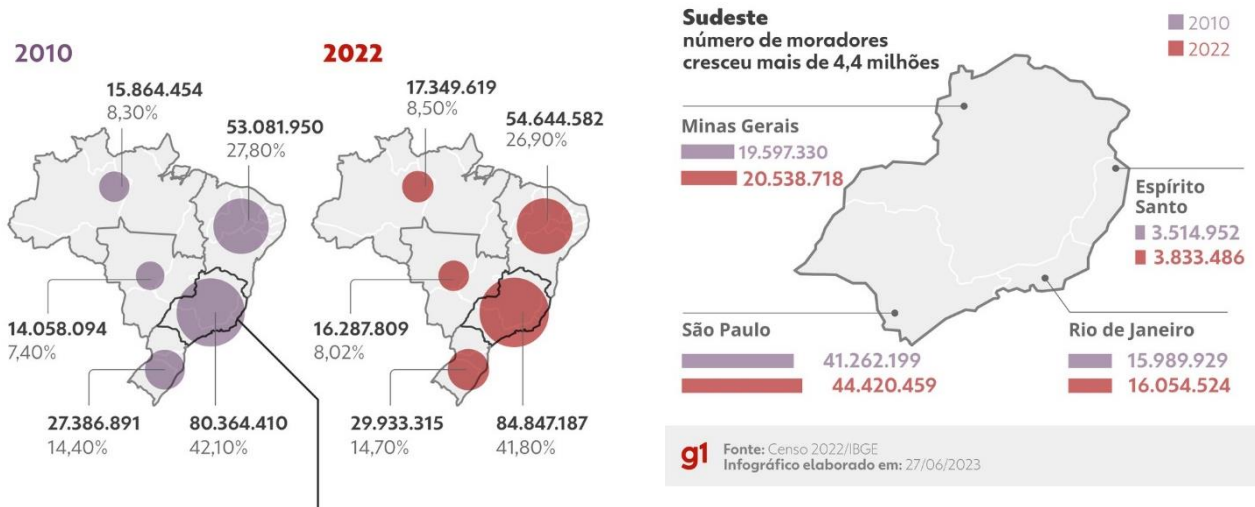 2010
15.864.454
8,30%
53.081.950
27,80%
14.058.094
7,40%
27.386.891
14,40%
80.364.410
42,10%
2022
17.349.619
8,50%
54.644.582
26,90%
16.287.809
8,02%
29.933.315
14,70%
84.847.187
41,80%
Sudeste
número de moradores
cresceu mais de 4,4 milhões
2010
2022
Minas Gerais
19.597.330
20.538.718
Espírito
Santo
3.514.952
3.833.486
São Paulo
41.262.199
44.420.459
Rio de Janeiro
15.989.929
16.054.524
g1
Fonte: Censo 2022/IBGE
Infográfico elaborado em: 27/06/2023